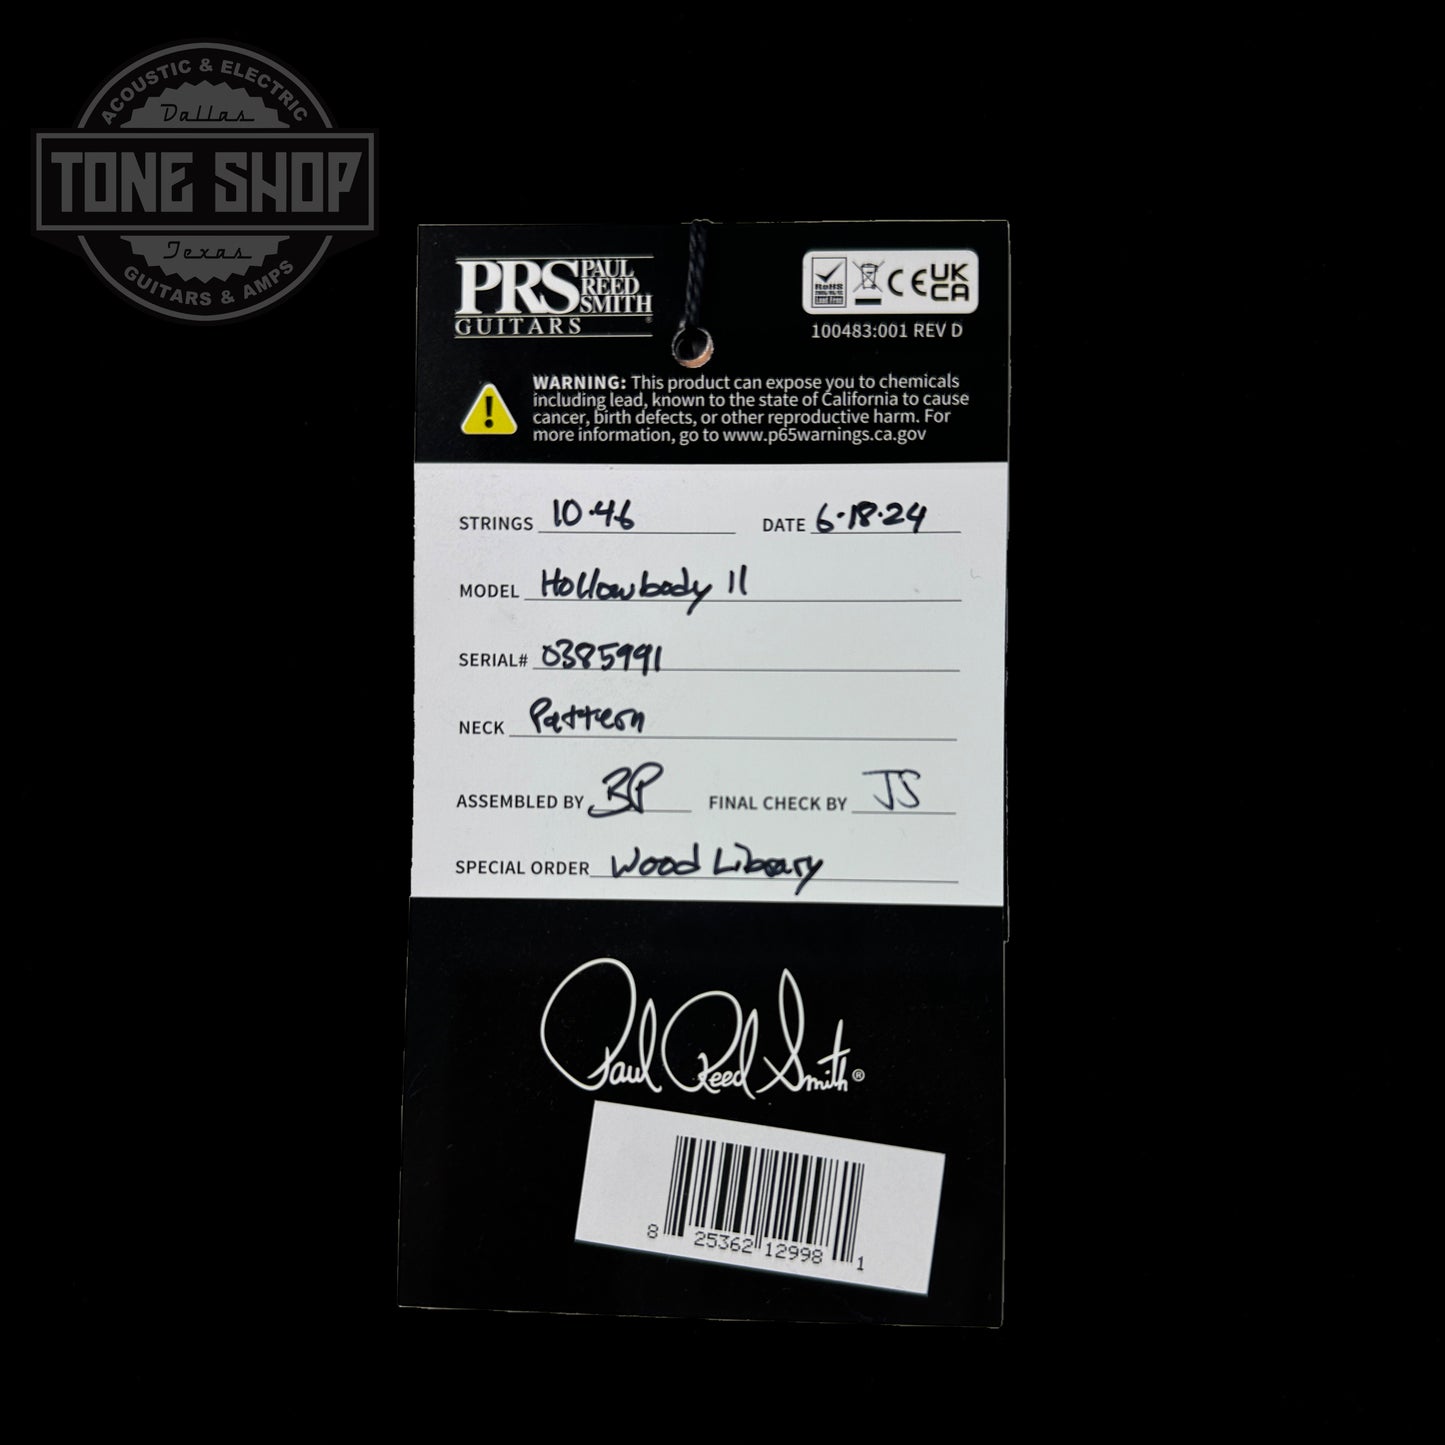 ACOUSTIC & ELECTRIC
Dallas
TONE SHOP
Texas
GUITARS & AMPS
PRS PAUL REED SMITH
GUITARS
RoHS
Lead Free
CE UK CA
100483:001 REV D
WARNING: This product can expose you to chemicals
including lead, known to the state of California to cause
cancer, birth defects, or other reproductive harm. For
more information, go to www.p65warnings.ca.gov
STRINGS 10·46 DATE 6·18·24
MODEL Hollowbody II
SERIAL# 0385991
NECK Pattern
ASSEMBLED BY BP FINAL CHECK BY JS
SPECIAL ORDER Wood Library
Paul Reed Smith®
8 25362 12998 1